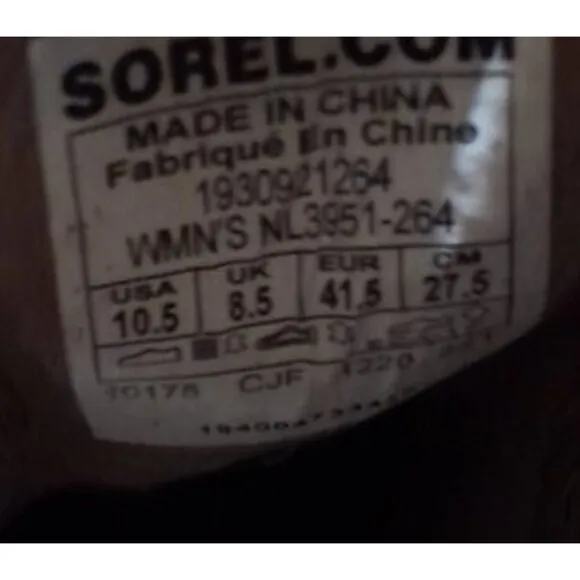 SOREL.COM
MADE IN CHINA
Fabriqué En Chine
1930921264
WMN'S NL3951-264
USA UK EUR CM
10.5 8.5 41.5 27.5
CJF 1220